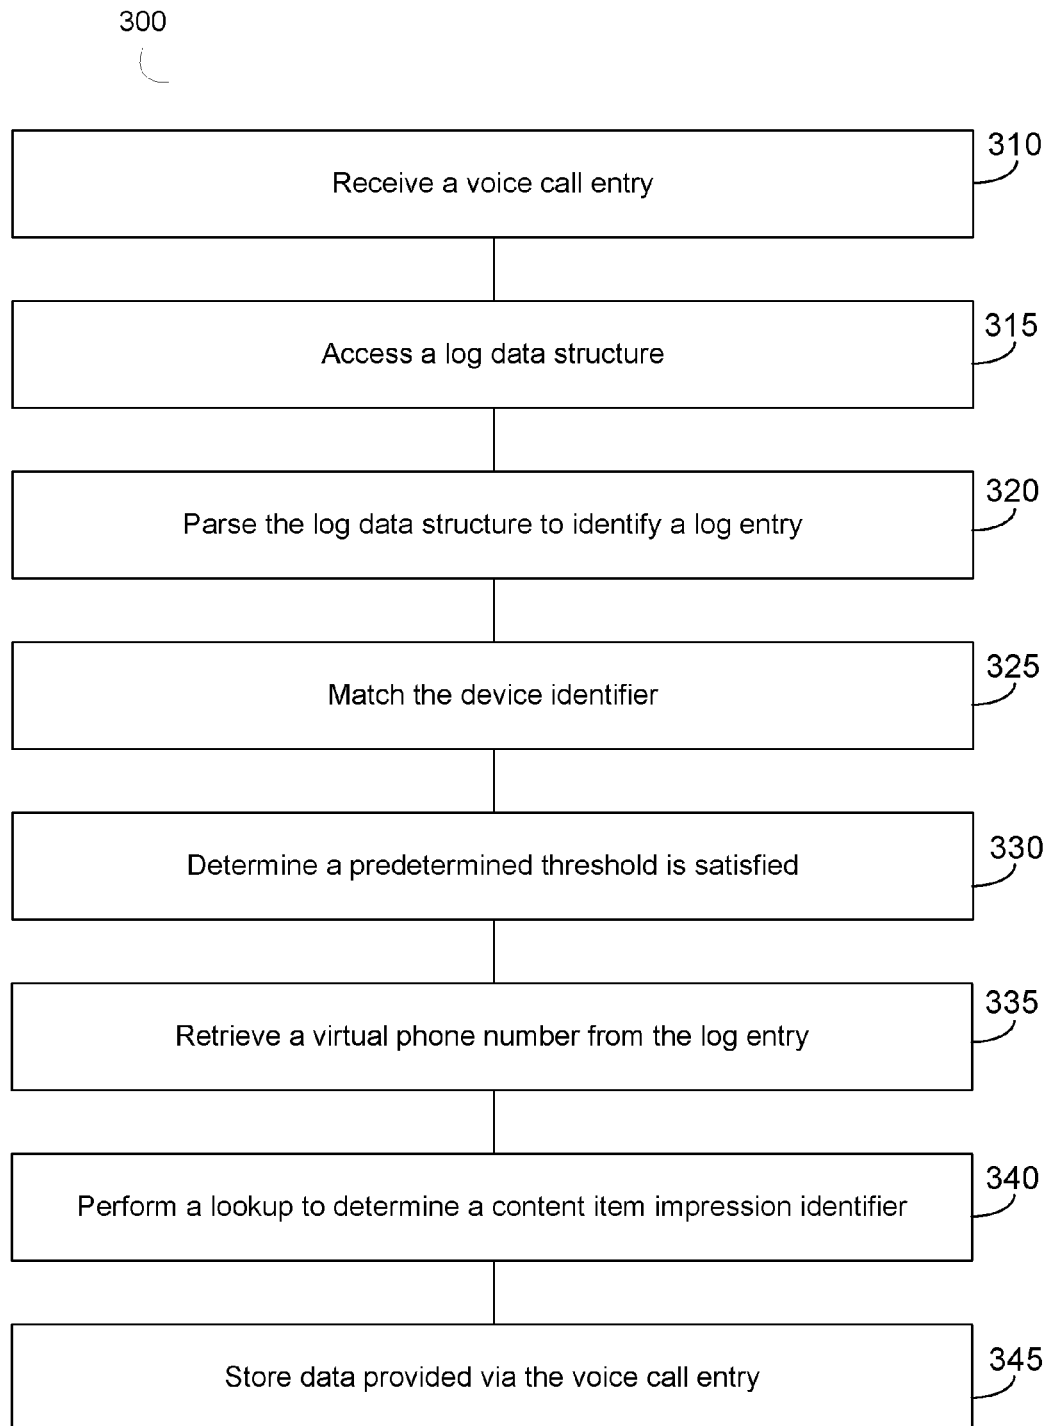 300
310
Receive a voice call entry
315
Access a log data structure
320
Parse the log data structure to identify a log entry
325
Match the device identifier
330
Determine a predetermined threshold is satisfied
335
Retrieve a virtual phone number from the log entry
340
Perform a lookup to determine a content item impression identifier
345
Store data provided via the voice call entry